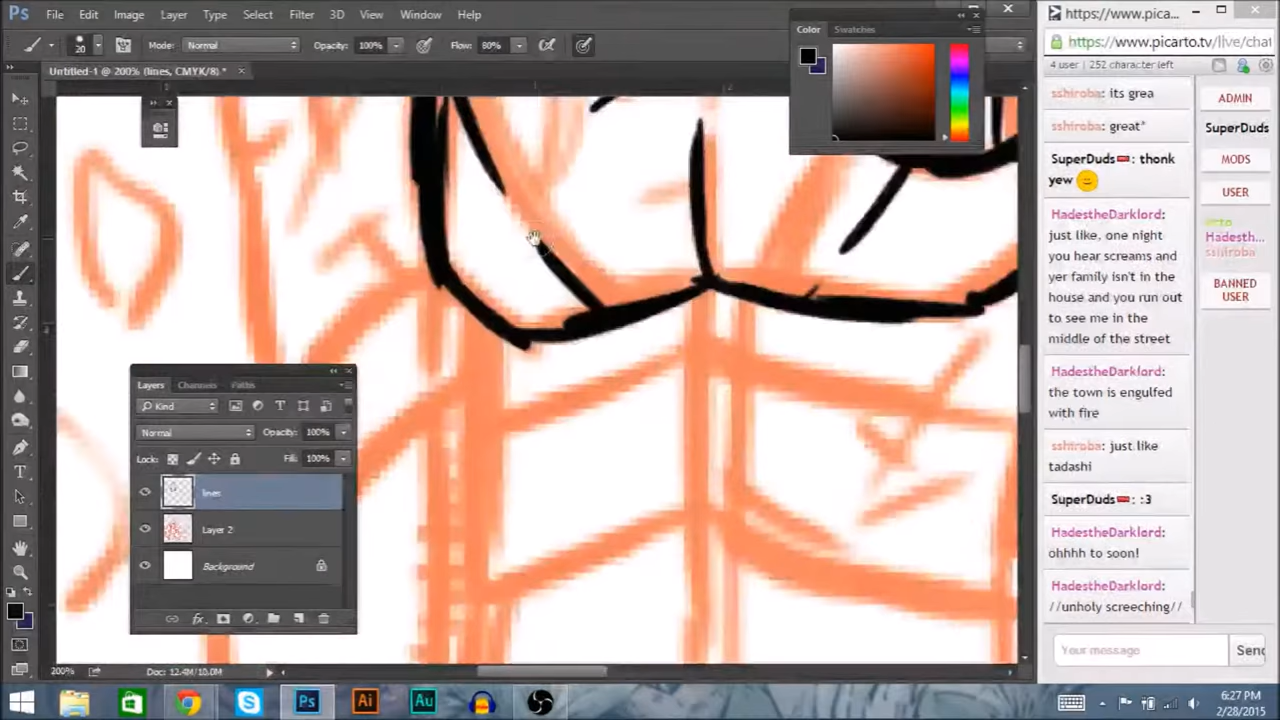 Ps File Edit Image Layer Type Select Filter 3D View Window Help
20 Mode: Normal Opacity: 100% Flow: 80%
Untitled-1 @ 200% (lines, CMYK/8) *
Color Swatches
Layers Channels Paths
Kind
Normal Opacity: 100%
Lock: Fill: 100%
lines
Layer 2
Background
200% Doc: 12.4M/10.0M
https://www.picarto...
https://www.picarto.tv/live/chat
4 user | 252 character left
sshiroba: its grea
sshiroba: great*
SuperDuds: thonk
yew
HadestheDarklord:
just like, one night
you hear screams and
yer family isn't in the
house and you run out
to see me in the
middle of the street
HadestheDarklord:
the town is engulfed
with fire
sshiroba: just like
tadashi
SuperDuds: :3
HadestheDarklord:
ohhhh to soon!
HadestheDarklord:
//unholy screeching//
Your message Send
ADMIN
SuperDuds
MODS
USER
Hadesth...
sshiroba
BANNED
USER
Ps Ai Au
6:27 PM
2/28/2015